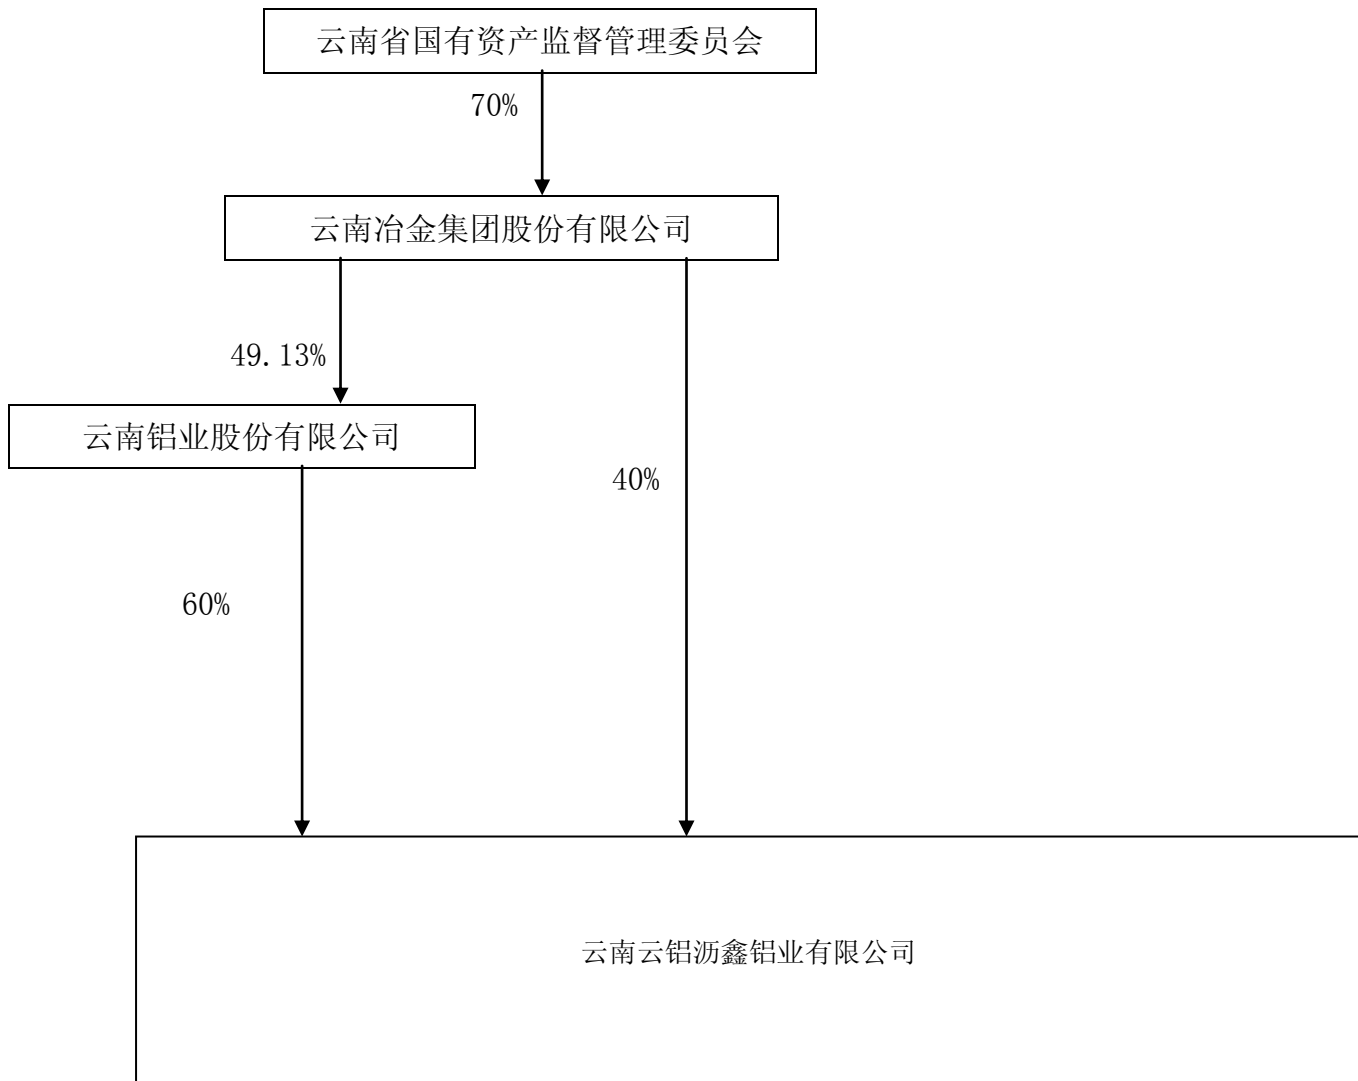 云南省国有资产监督管理委员会
70%
云南冶金集团股份有限公司
49.13%
云南铝业股份有限公司
40%
60%
云南云铝沥鑫铝业有限公司